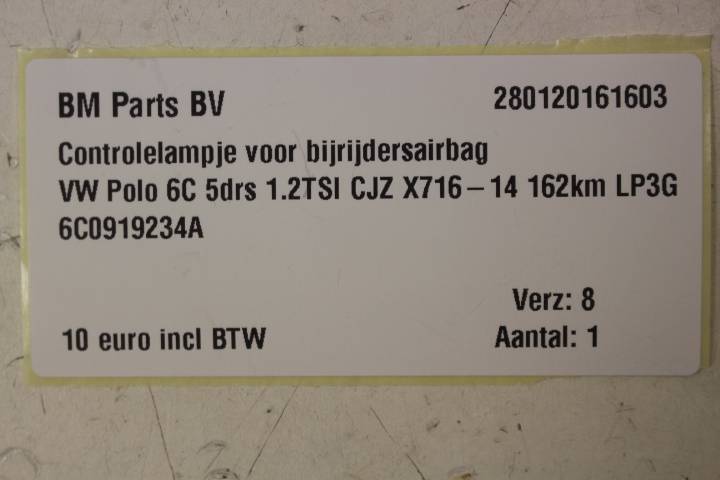 BM Parts BV 280120161603
Controlelampje voor bijrijdersairbag
VW Polo 6C 5drs 1.2TSI CJZ X716-14 162km LP3G
6C0919234A
Verz: 8
10 euro incl BTW Aantal: 1